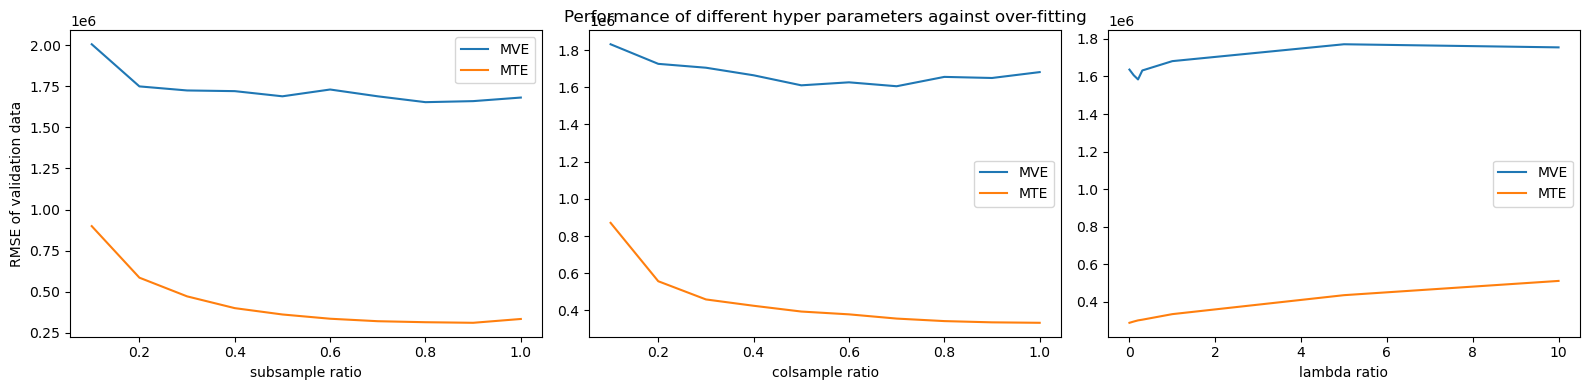 Performance of different hyper parameters against over-fitting
1e6
RMSE of validation data
2.00
1.75
1.50
1.25
1.00
0.75
0.50
0.25
MVE
MTE
0.2 0.4 0.6 0.8 1.0
subsample ratio
1e6
1.8
1.6
1.4
1.2
1.0
0.8
0.6
0.4
MVE
MTE
0.2 0.4 0.6 0.8 1.0
colsample ratio
1e6
1.8
1.6
1.4
1.2
1.0
0.8
0.6
0.4
MVE
MTE
0 2 4 6 8 10
lambda ratio